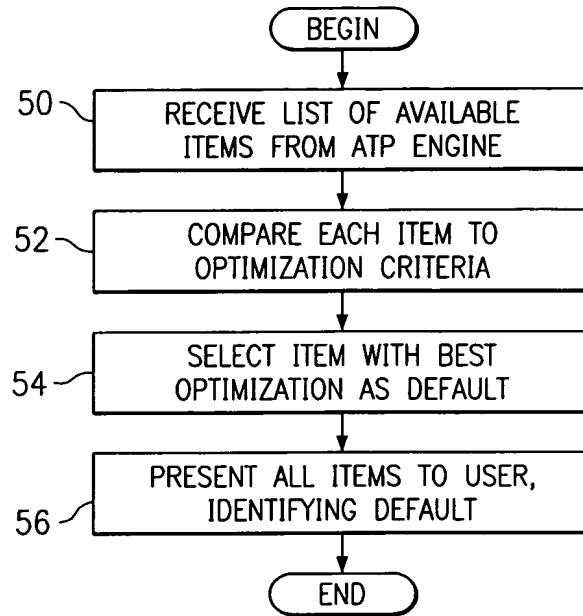 BEGIN
50
RECEIVE LIST OF AVAILABLE
ITEMS FROM ATP ENGINE
52
COMPARE EACH ITEM TO
OPTIMIZATION CRITERIA
54
SELECT ITEM WITH BEST
OPTIMIZATION AS DEFAULT
56
PRESENT ALL ITEMS TO USER,
IDENTIFYING DEFAULT
END